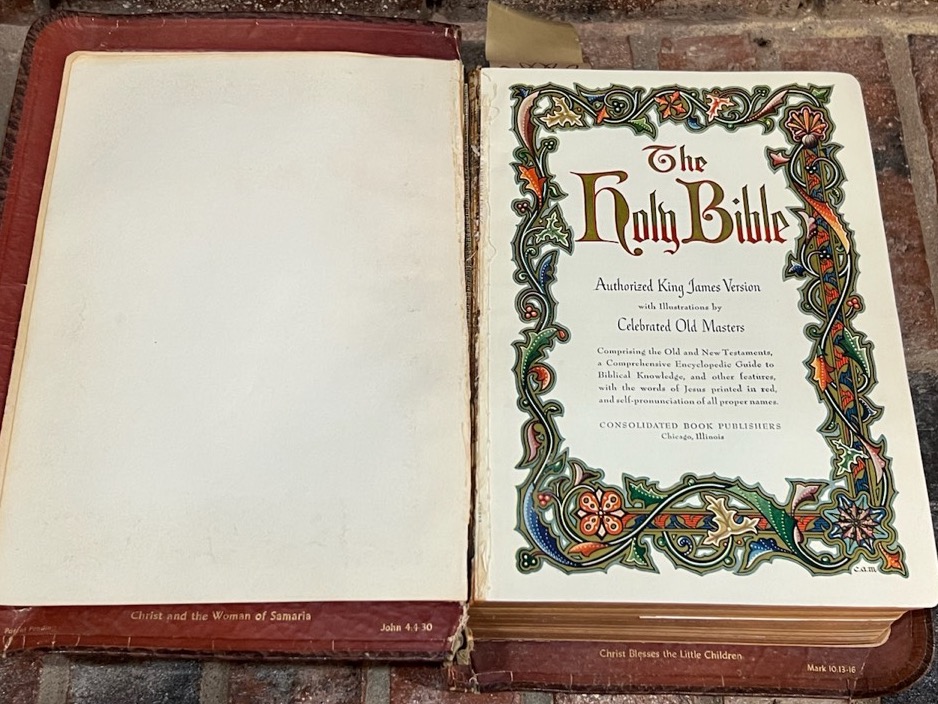 The
Holy Bible
Authorized King James Version
with Illustrations by
Celebrated Old Masters
Comprising the Old and New Testaments,
a Comprehensive Encyclopedic Guide to
Biblical Knowledge, and other features,
with the words of Jesus printed in red,
and self-pronunciation of all proper names.
CONSOLIDATED BOOK PUBLISHERS
Chicago, Illinois
c.a.m
Christ and the Woman of Samaria
John 4:4-30
Christ Blesses the Little Children
Mark 10:13-16